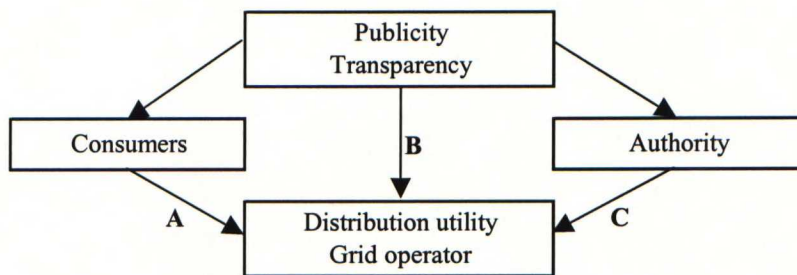 Publicity
Transparency
Consumers
B
Authority
A
Distribution utility
Grid operator
C